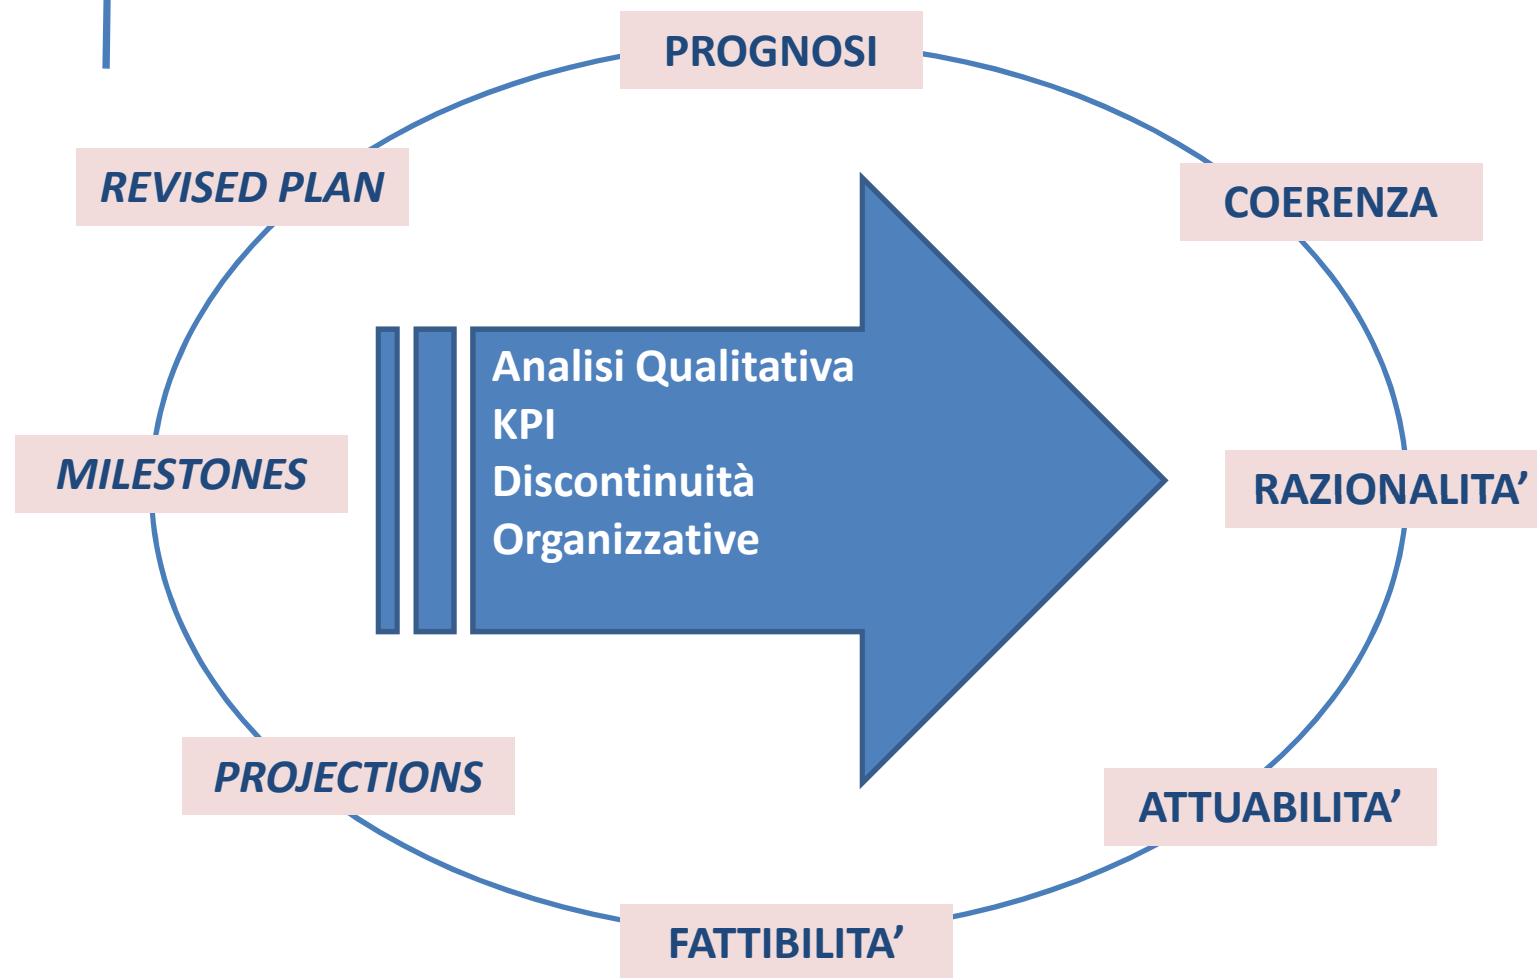 PROGNOSI
REVISED PLAN
COERENZA
Analisi Qualitativa
KPI
Discontinuità
Organizzative
MILESTONES
RAZIONALITA’
PROJECTIONS
ATTUABILITA’
FATTIBILITA’